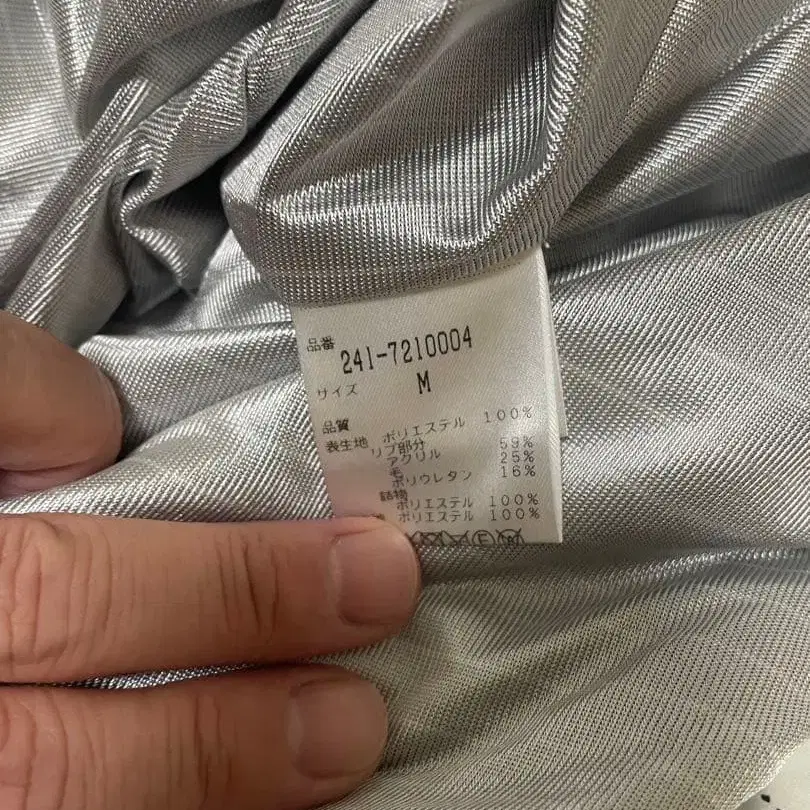 品番
241-7210004
サイズ M
品質
表生地 ポリエステル 100%
リブ部分
アクリル 59%
毛 25%
ポリウレタン 16%
詰物
ポリエステル 100%
ポリエステル 100%